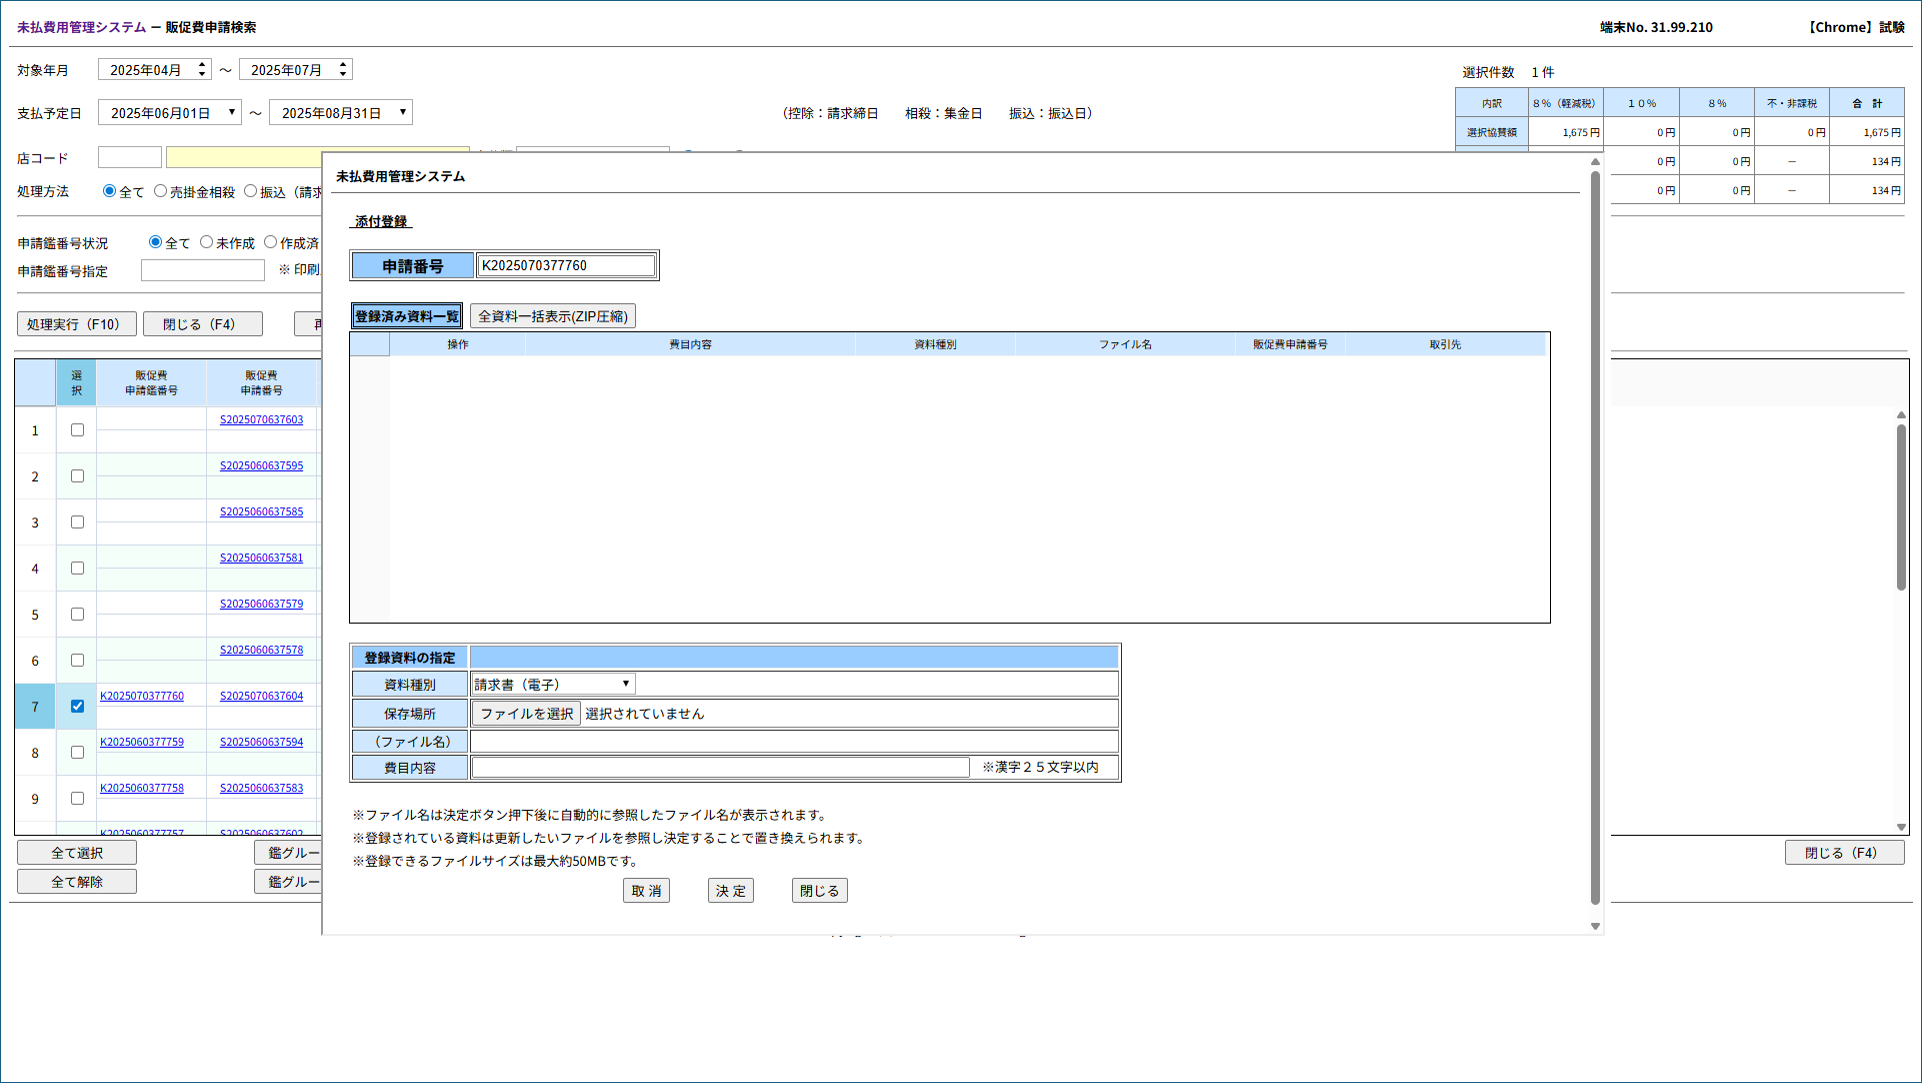 未払費用管理システム － 販促費申請検索
端末No. 31.99.210
【Chrome】試験
対象年月 2025年04月 ～ 2025年07月
選択件数 1 件
支払予定日 2025年06月01日 ～ 2025年08月31日 （控除：請求締日 相殺：集金日 振込：振込日）
内訳 ８％（軽減税） １０％ ８％ 不・非課税 合 計
選択協賛額 1,675 円 0 円 0 円 0 円 1,675 円
0 円 0 円 － 134 円
0 円 0 円 － 134 円
店コード
処理方法 全て 売掛金相殺 振込（請求
申請鑑番号状況 全て 未作成 作成済
申請鑑番号指定 ※ 印刷
処理実行（F10） 閉じる（F4） 再
選択 販促費申請鑑番号 販促費申請番号
1 S2025070637603
2 S2025060637595
3 S2025060637585
4 S2025060637581
5 S2025060637579
6 S2025060637578
7 K2025070377760 S2025070637604
8 K2025060377759 S2025060637594
9 K2025060377758 S2025060637583
K2025060377757 S2025060637602
全て選択 鑑グルー
全て解除 鑑グルー
閉じる（F4）
未払費用管理システム
添付登録
申請番号 K2025070377760
登録済み資料一覧 全資料一括表示(ZIP圧縮)
操作 費目内容 資料種別 ファイル名 販促費申請番号 取引先
登録資料の指定
資料種別 請求書（電子）
保存場所 ファイルを選択 選択されていません
（ファイル名）
費目内容 ※漢字２５文字以内
※ファイル名は決定ボタン押下後に自動的に参照したファイル名が表示されます。
※登録されている資料は更新したいファイルを参照し決定することで置き換えられます。
※登録できるファイルサイズは最大約50MBです。
取 消 決 定 閉じる